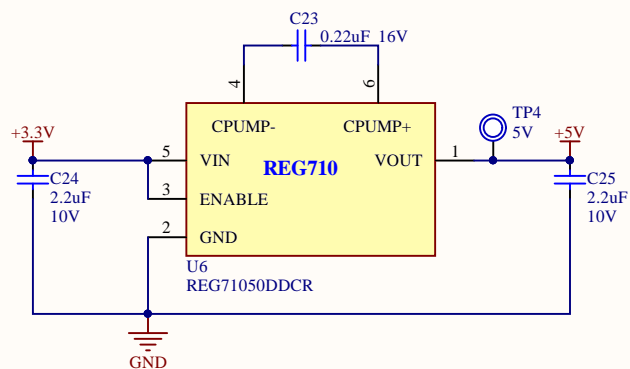 C23
0.22uF 16V
4
6
CPUMP-
CPUMP+
TP4
5V
+3.3V
+5V
5
VIN
REG710
VOUT
1
C24
2.2uF
10V
3
ENABLE
C25
2.2uF
10V
2
GND
U6
REG71050DDCR
GND